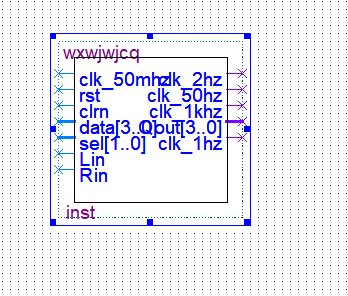 wxwjwjcq
clk_50mhz clk_2hz
rst clk_50hz
clrn clk_1khz
data[3..0] Qout[3..0]
sel[1..0] clk_1hz
Lin
Rin
inst